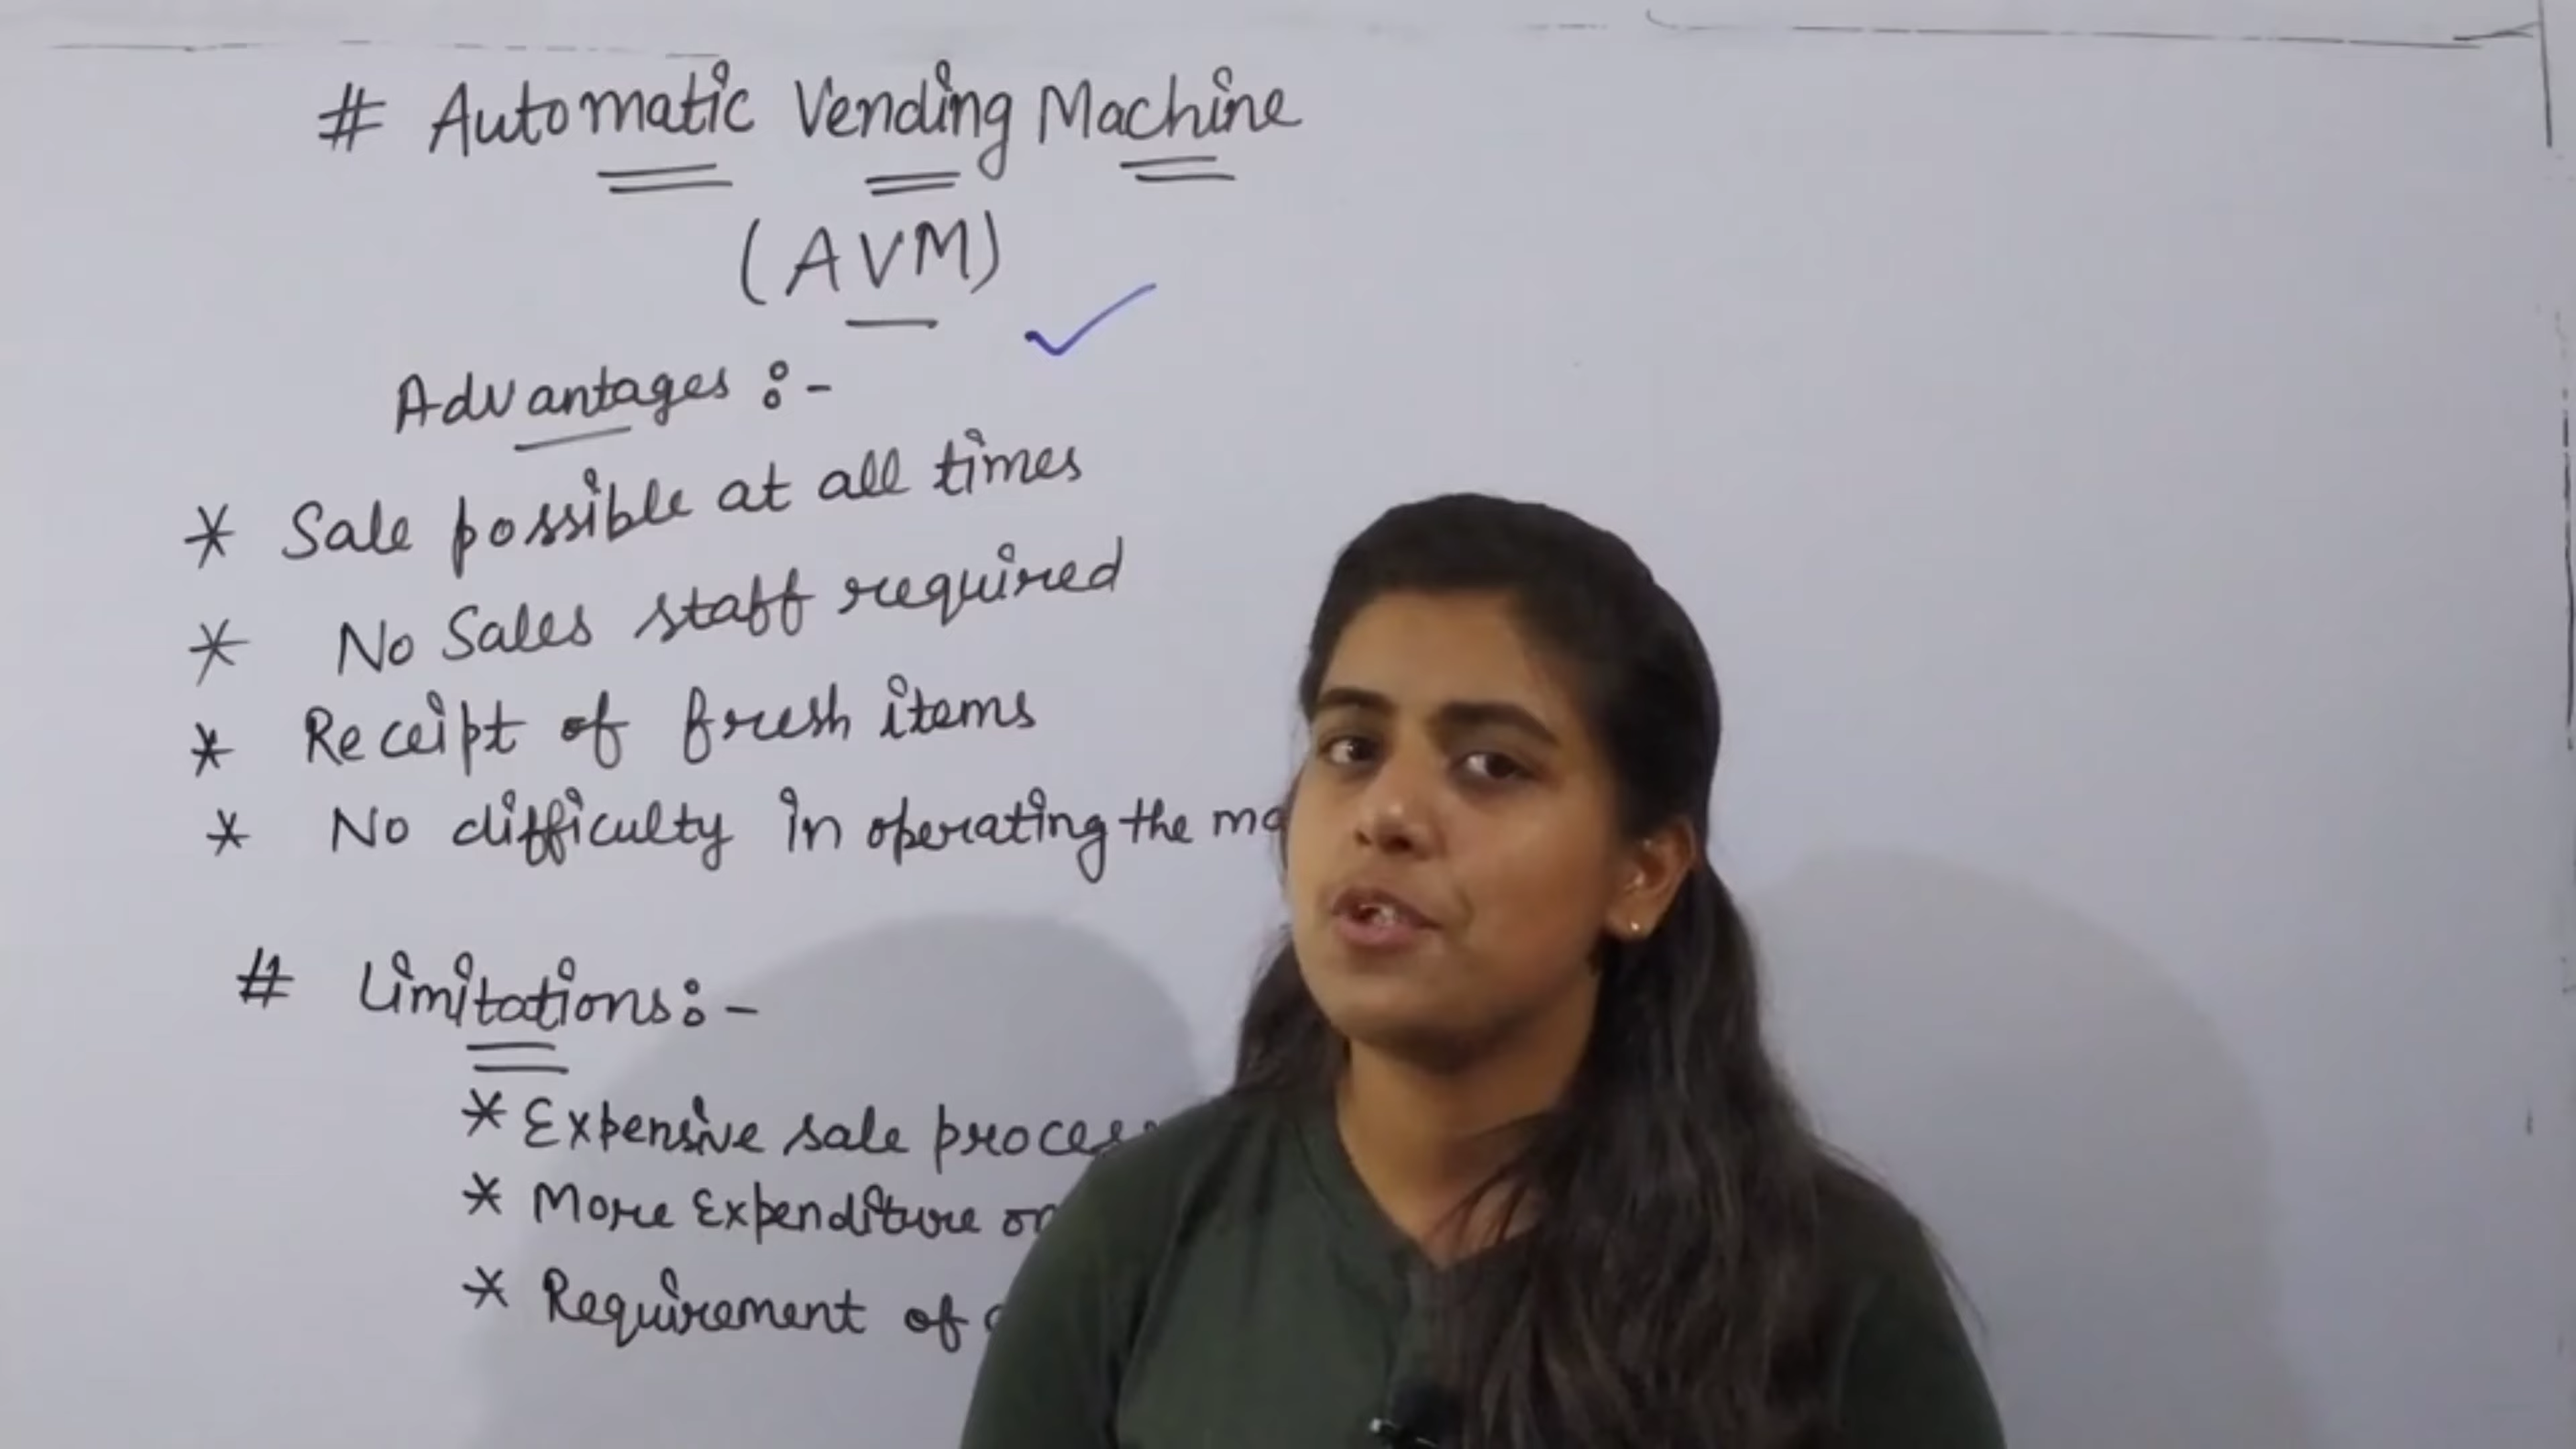 # Automatic Vending Machine
(AVM)
Advantages :-
* Sale possible at all times
* No Sales staff required
* Receipt of fresh items
* No difficulty in operating the
# Limitations :-
* Expensive sale
* More Expenditure
* Requirement of